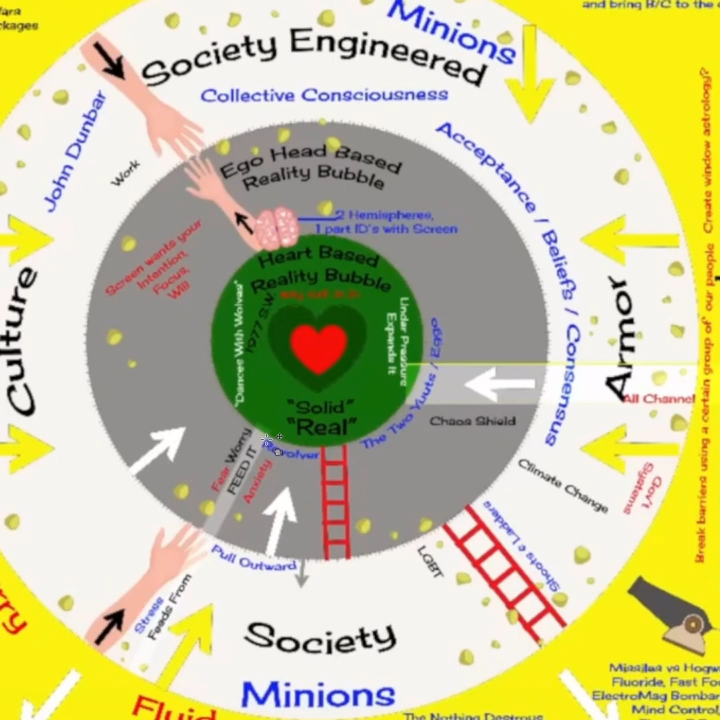 ckages
and bring B/C to the
Minions
Society Engineered
Collective Consciousness
John Dunbar
Work
Acceptance / Beliefs / Consensus
Ego Head Based
Reality Bubble
2 Hemispheres,
1 part ID's with Screen
Screen wants your
Intention,
Focus,
Will
Heart Based
Reality Bubble
"Dances With Wolves"
1977 SW
Under Pressure
Expands It
"Solid"
"Real"
The Two Yuuts / Ego
Culture
Armor
All Channel
Chaos Shield
Fear Worry
FEED IT
Anxiety
Climate Change
Gov't
Systems
Shoots & Ladders
LGBT
Pull Outward
Stress
Feeds From
Society
Minions
Fluid
The Nothing Destroys
Break barriers using a certain group of "our people" Create window astrology?
Missiles vs Hogw
Fluoride, Fast Fo
ElectroMag Bombar
Mind Control,